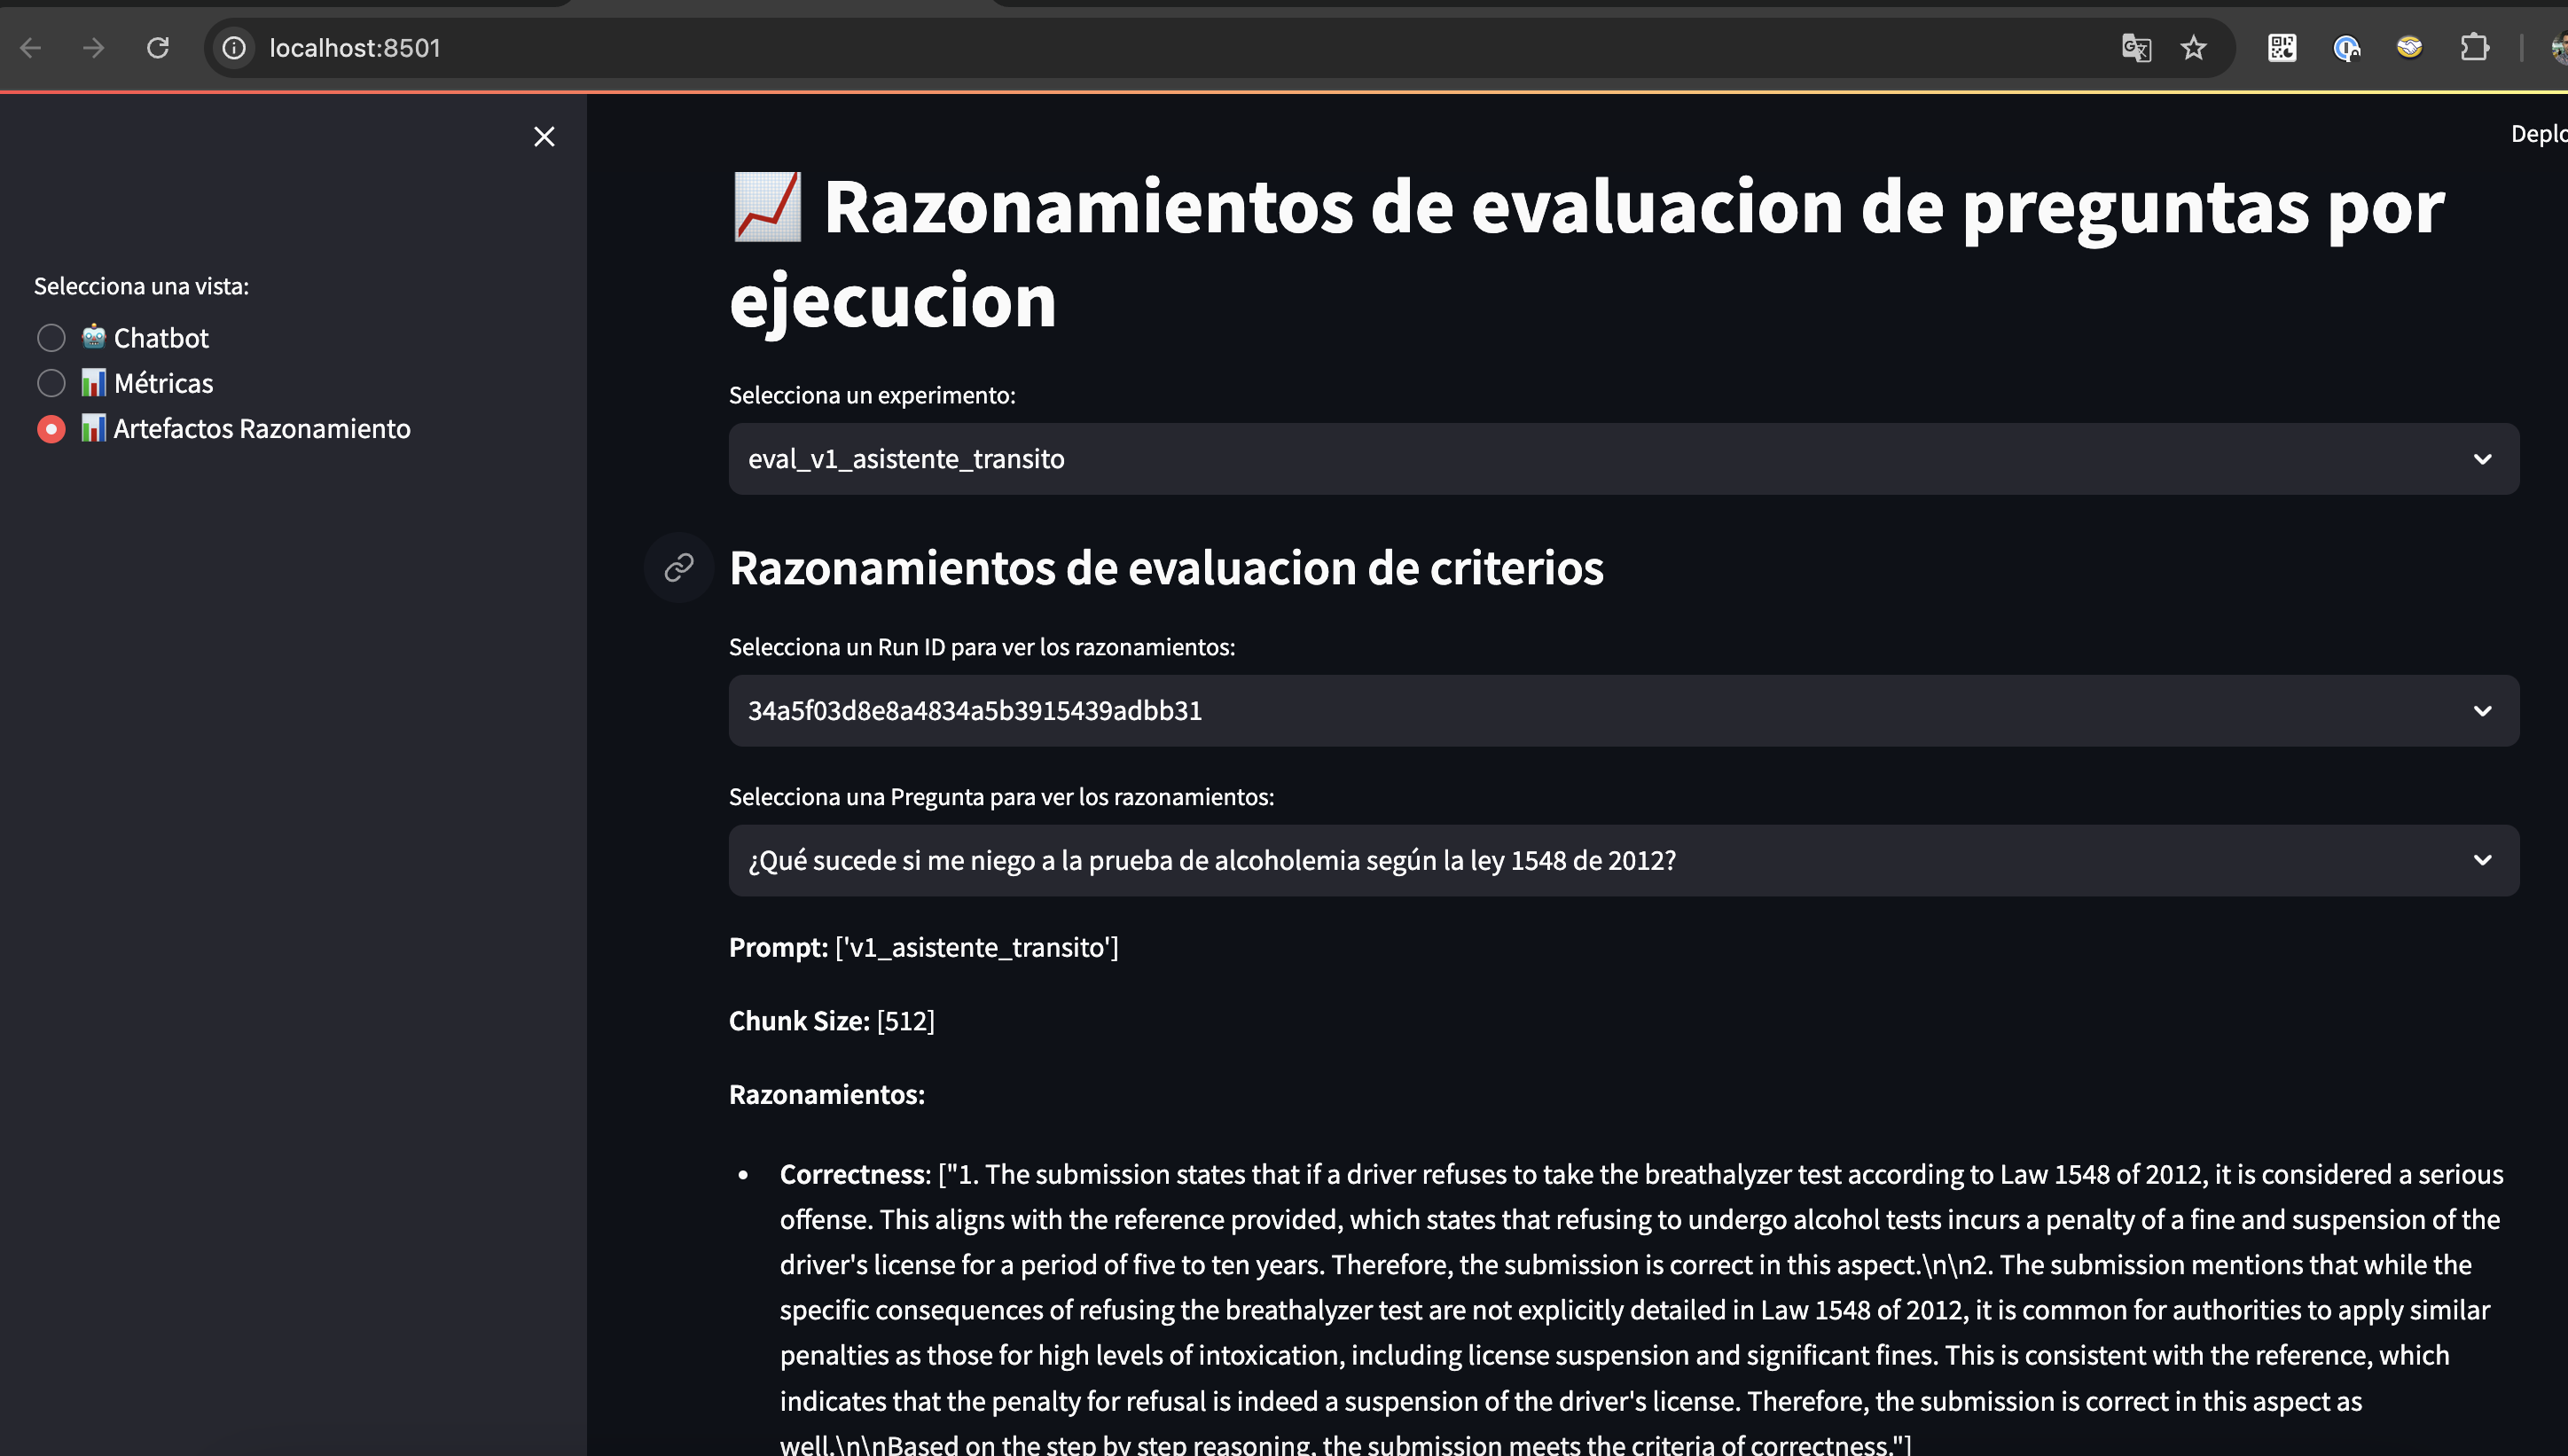 localhost:8501
Deplo
Selecciona una vista:
🤖 Chatbot
📊 Métricas
📊 Artefactos Razonamiento
📈 Razonamientos de evaluacion de preguntas por
ejecucion
Selecciona un experimento:
eval_v1_asistente_transito
Razonamientos de evaluacion de criterios
Selecciona un Run ID para ver los razonamientos:
34a5f03d8e8a4834a5b3915439adbb31
Selecciona una Pregunta para ver los razonamientos:
¿Qué sucede si me niego a la prueba de alcoholemia según la ley 1548 de 2012?
Prompt: ['v1_asistente_transito']
Chunk Size: [512]
Razonamientos:
• Correctness: ["1. The submission states that if a driver refuses to take the breathalyzer test according to Law 1548 of 2012, it is considered a serious
offense. This aligns with the reference provided, which states that refusing to undergo alcohol tests incurs a penalty of a fine and suspension of the
driver's license for a period of five to ten years. Therefore, the submission is correct in this aspect.\n\n2. The submission mentions that while the
specific consequences of refusing the breathalyzer test are not explicitly detailed in Law 1548 of 2012, it is common for authorities to apply similar
penalties as those for high levels of intoxication, including license suspension and significant fines. This is consistent with the reference, which
indicates that the penalty for refusal is indeed a suspension of the driver's license. Therefore, the submission is correct in this aspect as
well.\n\nBased on the step by step reasoning, the submission meets the criteria of correctness."]